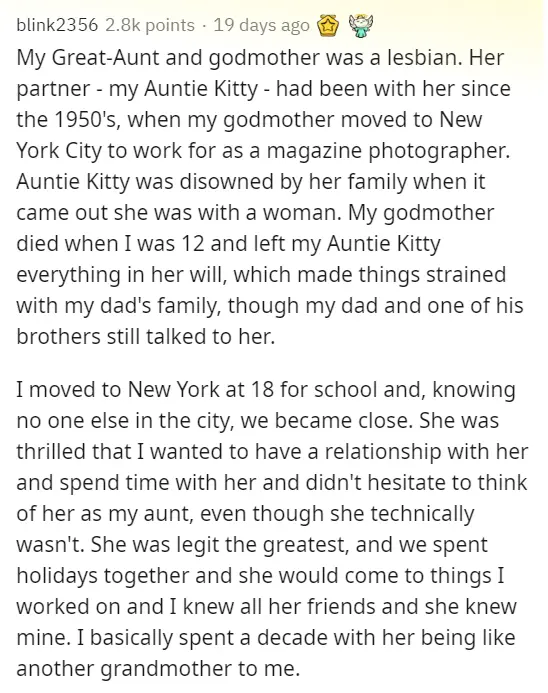 blink2356 2.8k points · 19 days ago
My Great-Aunt and godmother was a lesbian. Her
partner - my Auntie Kitty - had been with her since
the 1950's, when my godmother moved to New
York City to work for as a magazine photographer.
Auntie Kitty was disowned by her family when it
came out she was with a woman. My godmother
died when I was 12 and left my Auntie Kitty
everything in her will, which made things strained
with my dad's family, though my dad and one of his
brothers still talked to her.
I moved to New York at 18 for school and, knowing
no one else in the city, we became close. She was
thrilled that I wanted to have a relationship with her
and spend time with her and didn't hesitate to think
of her as my aunt, even though she technically
wasn't. She was legit the greatest, and we spent
holidays together and she would come to things I
worked on and I knew all her friends and she knew
mine. I basically spent a decade with her being like
another grandmother to me.